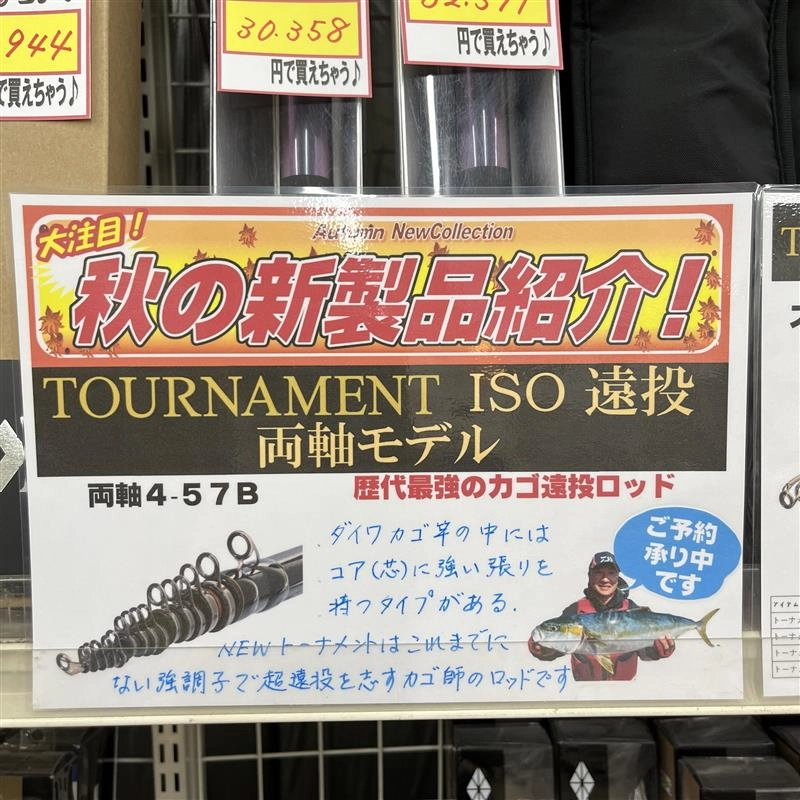 944
円で買えちゃう♪
30.358
円で買えちゃう♪
円で買えちゃう♪
大注目!
Autumn NewCollection
秋の新製品紹介!
TOURNAMENT ISO 遠投
両軸モデル
両軸4-57B
歴代最強のカゴ遠投ロッド
ダイワカゴ竿の中には
コア(芯)に強い張りを
持つタイプがある.
NEWトーナメントはこれまでに
ない強調子で超遠投を志すカゴ師のロッドです
ご予約
承り中
です
アイテム